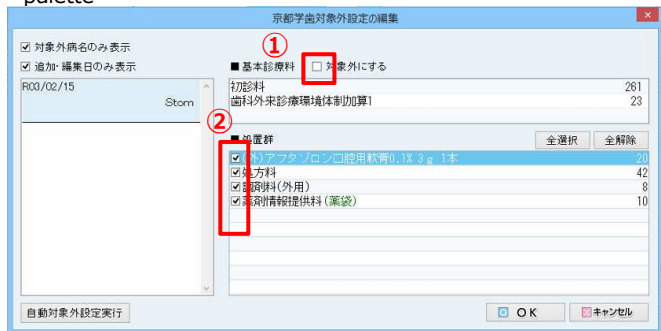 palette
京都学歯対象外設定の編集
①
対象外病名のみ表示
追加・編集日のみ表示
■基本診療料 対象外にする
R03/02/15
Stom
初診料 261
歯科外来診療環境体制加算1 23
②
■処置群 全選択 全解除
(外)アフタゾロン口腔用軟膏0.1% 3g 1本 20
処方料 42
調剤料(外用) 8
薬剤情報提供料(薬袋) 10
自動対象外設定実行 OK キャンセル